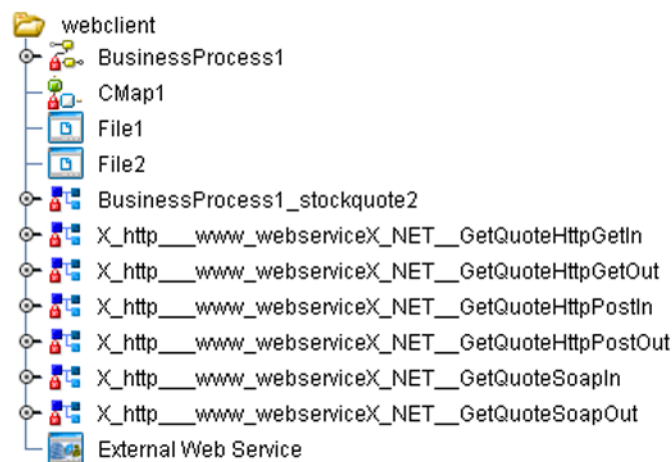 webclient
BusinessProcess1
CMap1
File1
File2
BusinessProcess1_stockquote2
X_http___www_webserviceX_NET__GetQuoteHttpGetIn
X_http___www_webserviceX_NET__GetQuoteHttpGetOut
X_http___www_webserviceX_NET__GetQuoteHttpPostIn
X_http___www_webserviceX_NET__GetQuoteHttpPostOut
X_http___www_webserviceX_NET__GetQuoteSoapIn
X_http___www_webserviceX_NET__GetQuoteSoapOut
External Web Service